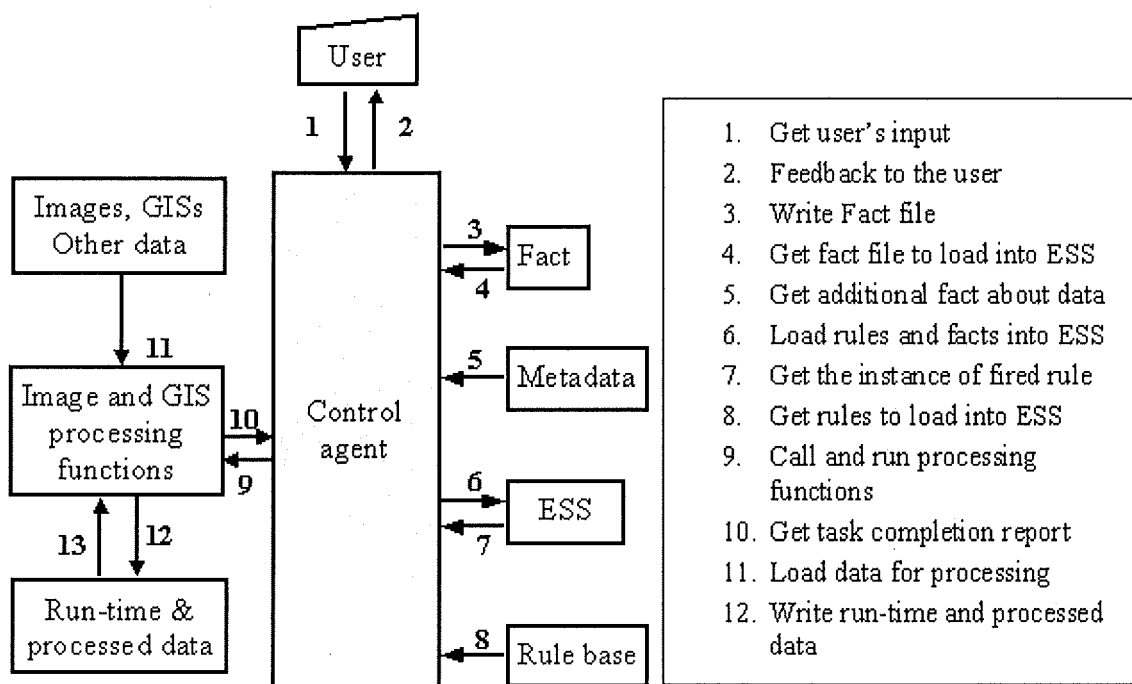 User
1
2
Images, GISs
Other data
11
Image and GIS
processing
functions
10
9
13
12
Run-time &
processed data
Control
agent
3
Fact
4
5
Metadata
6
ESS
7
8
Rule base
1. Get user's input
2. Feedback to the user
3. Write Fact file
4. Get fact file to load into ESS
5. Get additional fact about data
6. Load rules and facts into ESS
7. Get the instance of fired rule
8. Get rules to load into ESS
9. Call and run processing
functions
10. Get task completion report
11. Load data for processing
12. Write run-time and processed
data